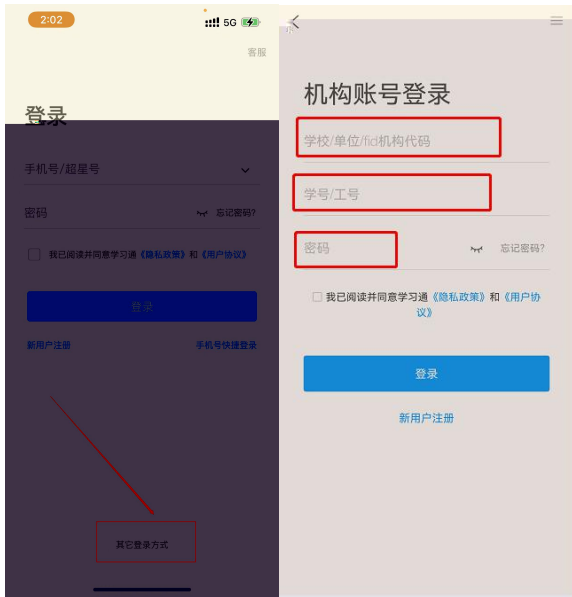 2:02
5G
客服
登录
手机号/超星号
密码
忘记密码?
我已阅读并同意学习通《隐私政策》和《用户协议》
登录
新用户注册
手机号快捷登录
其它登录方式
机构账号登录
学校/单位/fid机构代码
学号/工号
密码
忘记密码?
我已阅读并同意学习通《隐私政策》和《用户协
议》
登录
新用户注册